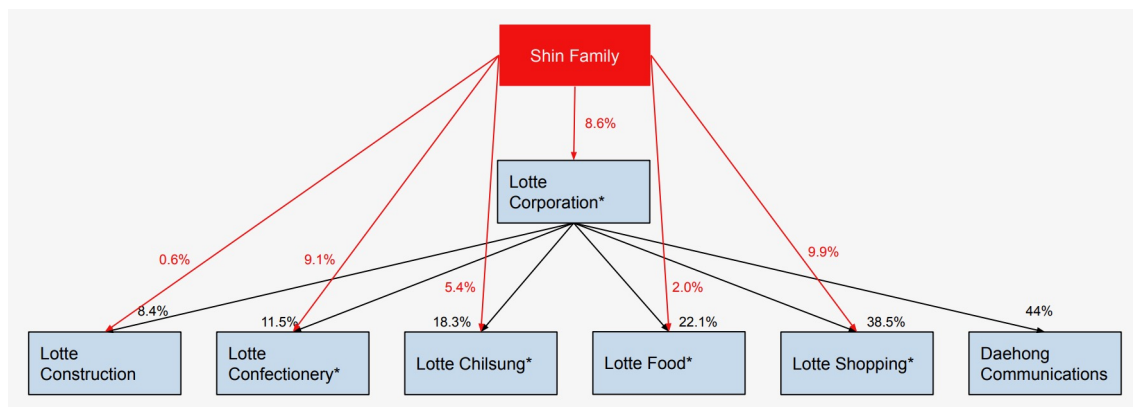 Shin Family
8.6%
Lotte
Corporation*
0.6%
9.1%
5.4%
2.0%
9.9%
8.4%
11.5%
18.3%
22.1%
38.5%
44%
Lotte
Construction
Lotte
Confectionery*
Lotte Chilsung*
Lotte Food*
Lotte Shopping*
Daehong
Communications